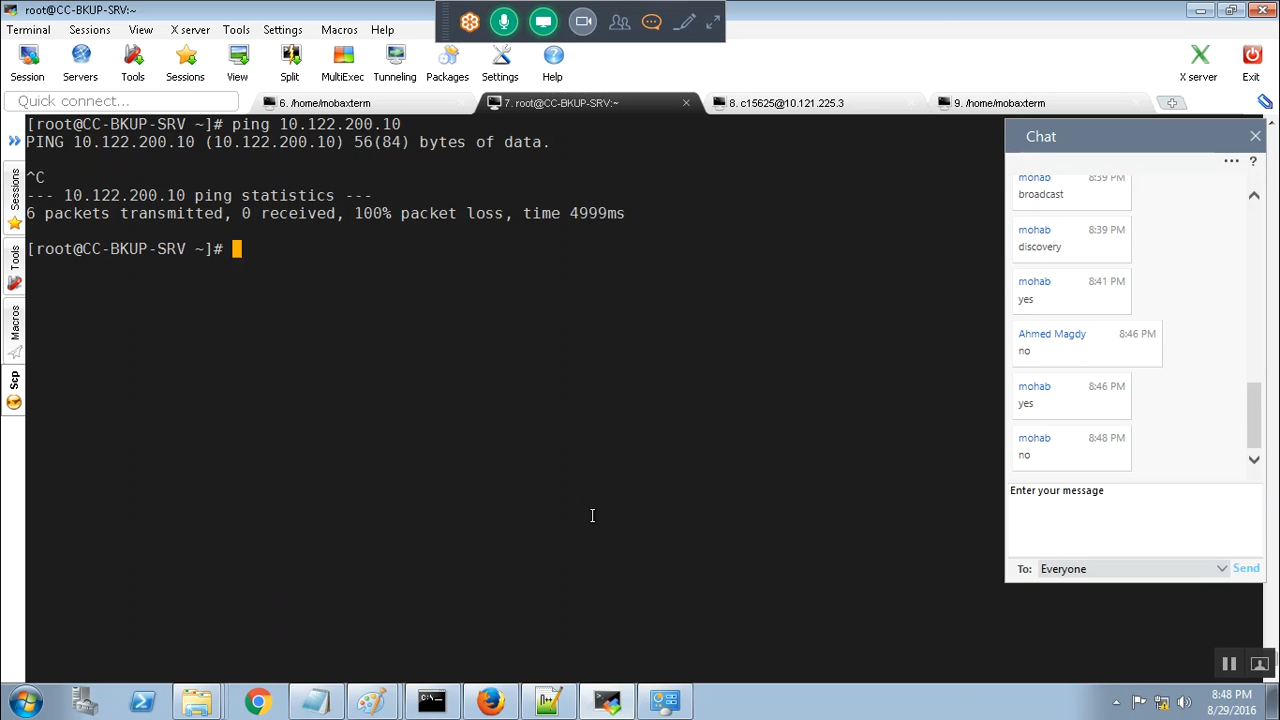 root@CC-BKUP-SRV:~
Terminal Sessions View X server Tools Settings Macros Help
Session Servers Tools Sessions View Split MultiExec Tunneling Packages Settings Help X server Exit
Quick connect...
6. /home/mobaxterm
7. root@CC-BKUP-SRV:~
8. c15625@10.121.225.3
9. /home/mobaxterm
Sessions
Tools
Macros
Scp
[root@CC-BKUP-SRV ~]# ping 10.122.200.10
PING 10.122.200.10 (10.122.200.10) 56(84) bytes of data.
^C
--- 10.122.200.10 ping statistics ---
6 packets transmitted, 0 received, 100% packet loss, time 4999ms
[root@CC-BKUP-SRV ~]#
Chat
... ?
mohab 8:39 PM
broadcast
mohab 8:39 PM
discovery
mohab 8:41 PM
yes
Ahmed Magdy 8:46 PM
no
mohab 8:46 PM
yes
mohab 8:48 PM
no
Enter your message
To: Everyone Send
8:48 PM
8/29/2016